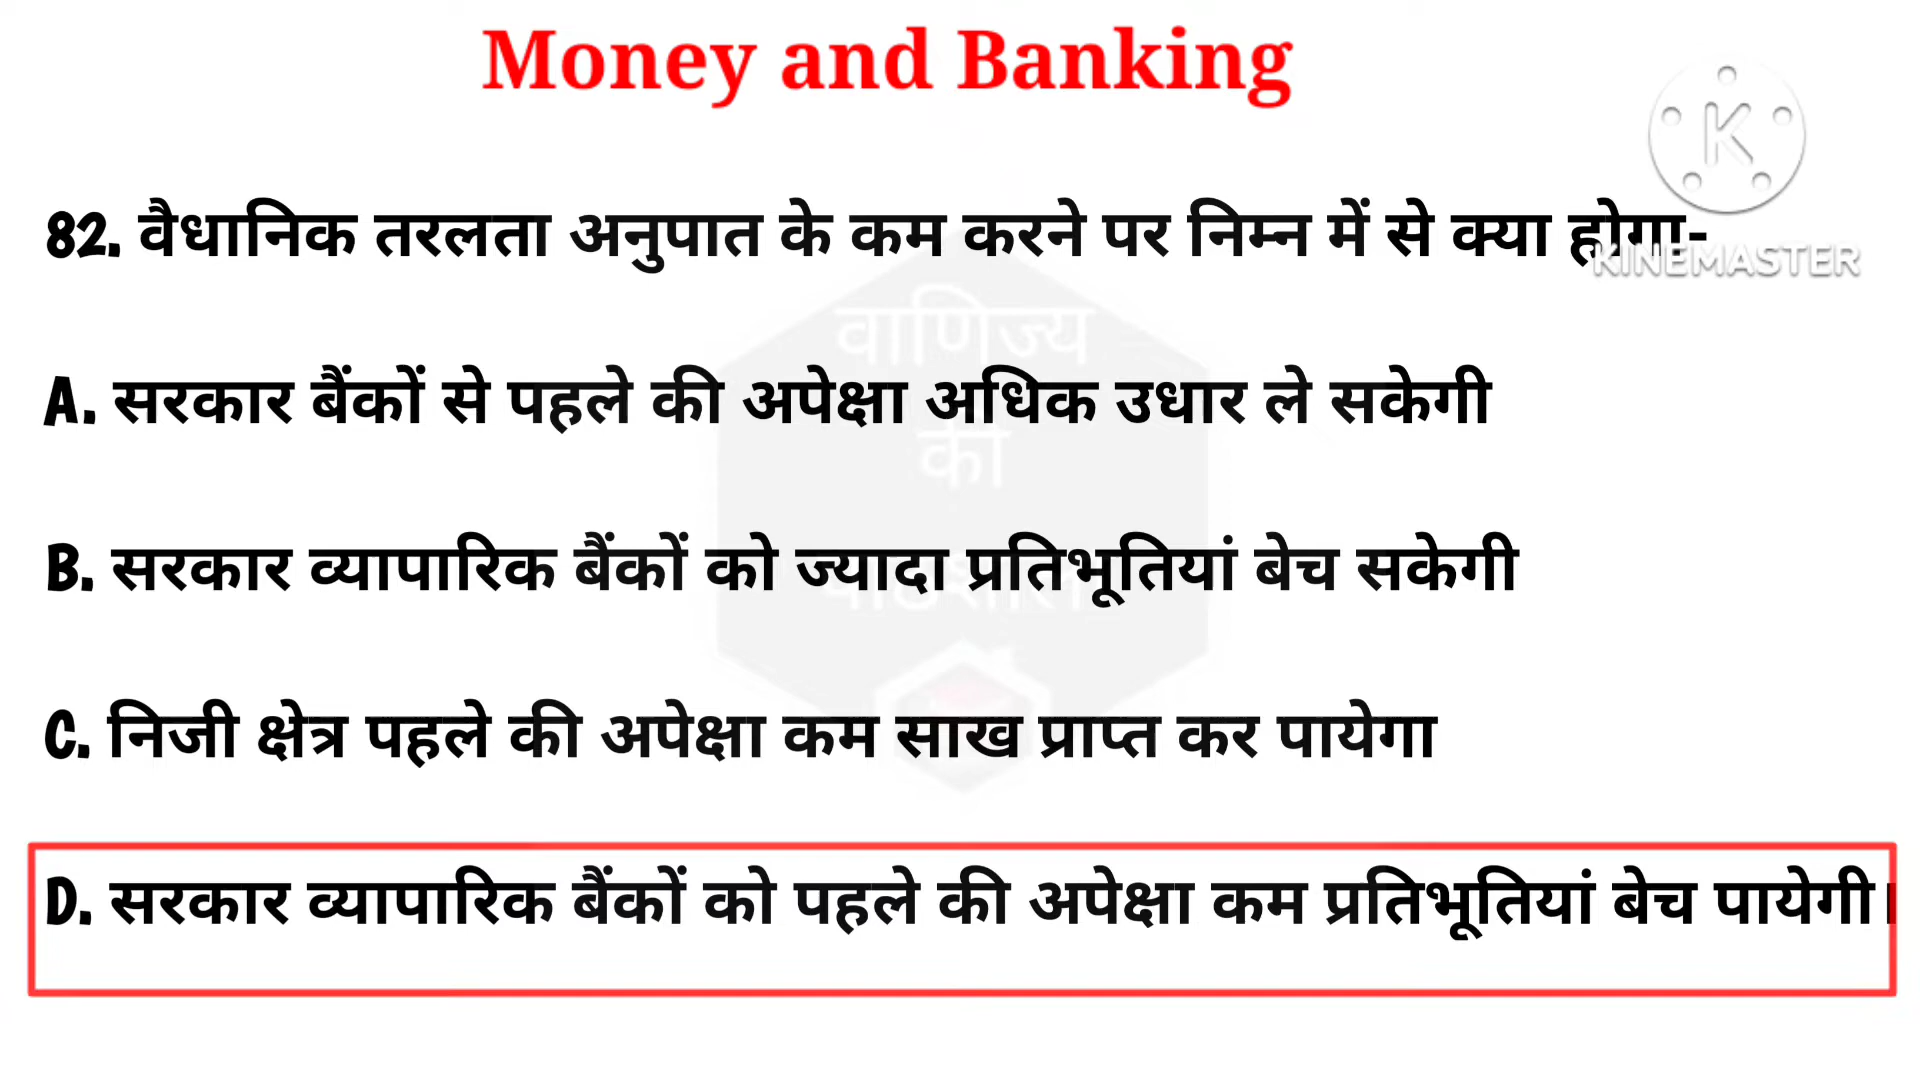 Money and Banking
82. वैधानिक तरलता अनुपात के कम करने पर निम्न में से क्या होगा-
KINEMASTER
वाणिज्य
की
A. सरकार बैंकों से पहले की अपेक्षा अधिक उधार ले सकेगी
B. सरकार व्यापारिक बैंकों को ज्यादा प्रतिभूतियां बेच सकेगी
C. निजी क्षेत्र पहले की अपेक्षा कम साख प्राप्त कर पायेगा
D. सरकार व्यापारिक बैंकों को पहले की अपेक्षा कम प्रतिभूतियां बेच पायेगी।